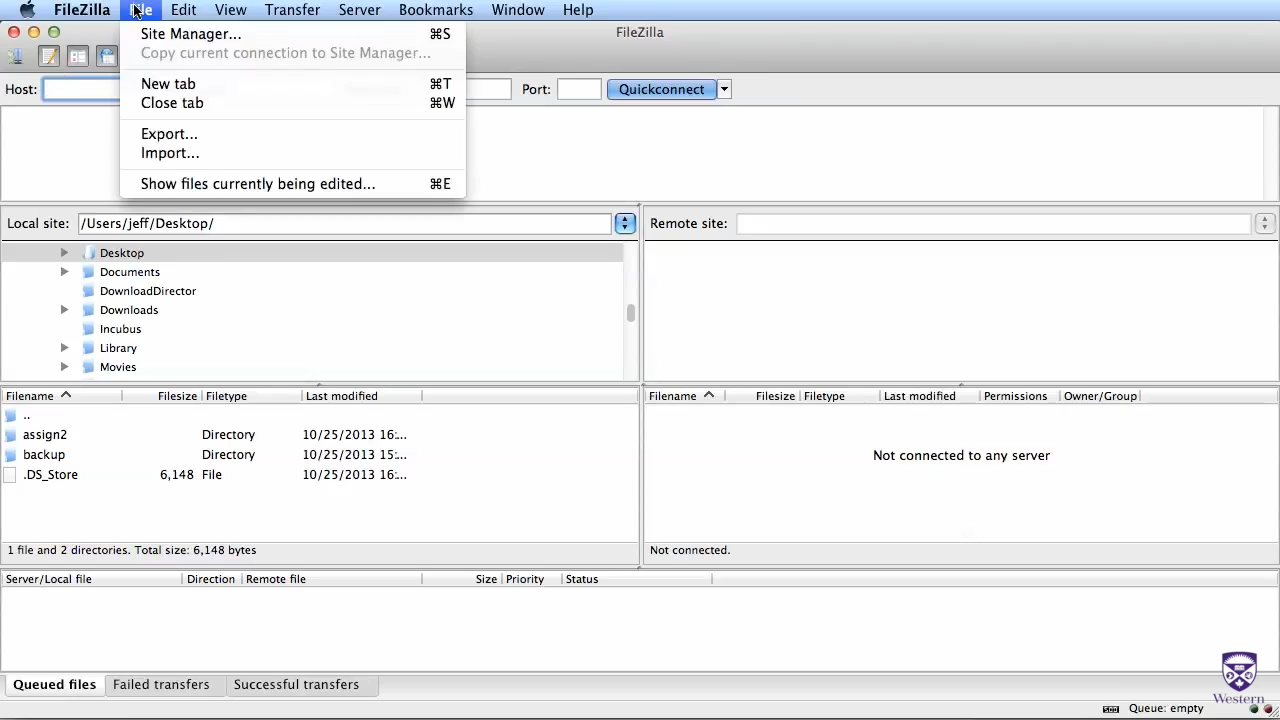 FileZilla File Edit View Transfer Server Bookmarks Window Help
FileZilla
Site Manager... ⌘S
Copy current connection to Site Manager...
New tab ⌘T
Close tab ⌘W
Export...
Import...
Show files currently being edited... ⌘E
Host: Port: Quickconnect
Local site: /Users/jeff/Desktop/
Desktop
Documents
DownloadDirector
Downloads
Incubus
Library
Movies
Filename Filesize Filetype Last modified
..
assign2 Directory 10/25/2013 16:...
backup Directory 10/25/2013 15:...
.DS_Store 6,148 File 10/25/2013 16:...
1 file and 2 directories. Total size: 6,148 bytes
Remote site:
Filename Filesize Filetype Last modified Permissions Owner/Group
Not connected to any server
Not connected.
Server/Local file Direction Remote file Size Priority Status
Queued files Failed transfers Successful transfers
Western
Queue: empty